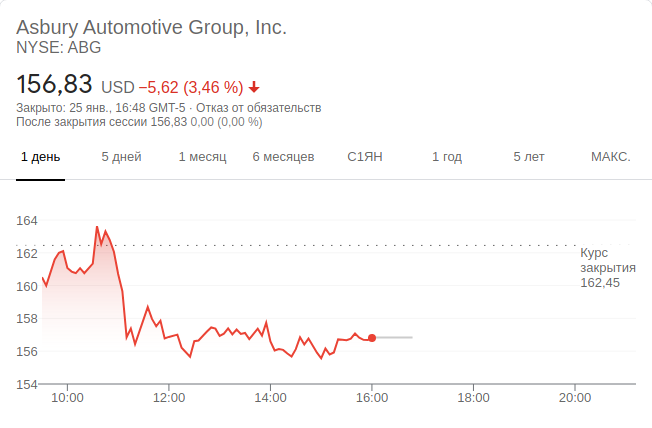 Asbury Automotive Group, Inc.
NYSE: ABG
156,83 USD −5,62 (3,46 %)
Закрыто: 25 янв., 16:48 GMT-5 · Отказ от обязательств
После закрытия сессии 156,83 0,00 (0,00 %)
1 день 5 дней 1 месяц 6 месяцев С1ЯН 1 год 5 лет МАКС.
164
162
160
158
156
154
Курс
закрытия
162,45
10:00 12:00 14:00 16:00 18:00 20:00